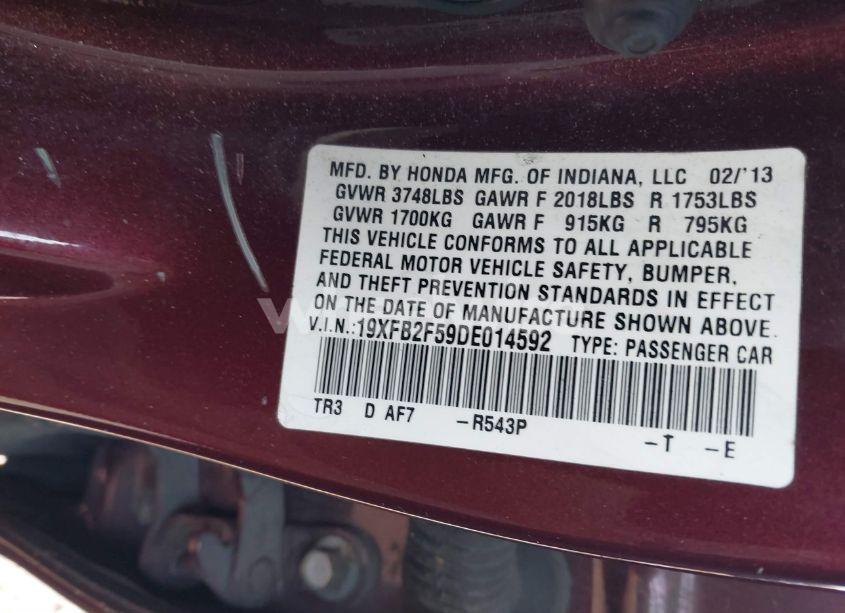 MFD. BY HONDA MFG. OF INDIANA, LLC 02/'13
GVWR 3748LBS GAWR F 2018LBS R 1753LBS
GVWR 1700KG GAWR F 915KG R 795KG
THIS VEHICLE CONFORMS TO ALL APPLICABLE
FEDERAL MOTOR VEHICLE SAFETY, BUMPER,
AND THEFT PREVENTION STANDARDS IN EFFECT
ON THE DATE OF MANUFACTURE SHOWN ABOVE.
V.I.N.:19XFB2F59DE014592 TYPE: PASSENGER CAR
TR3 D AF7 -R543P -T -E